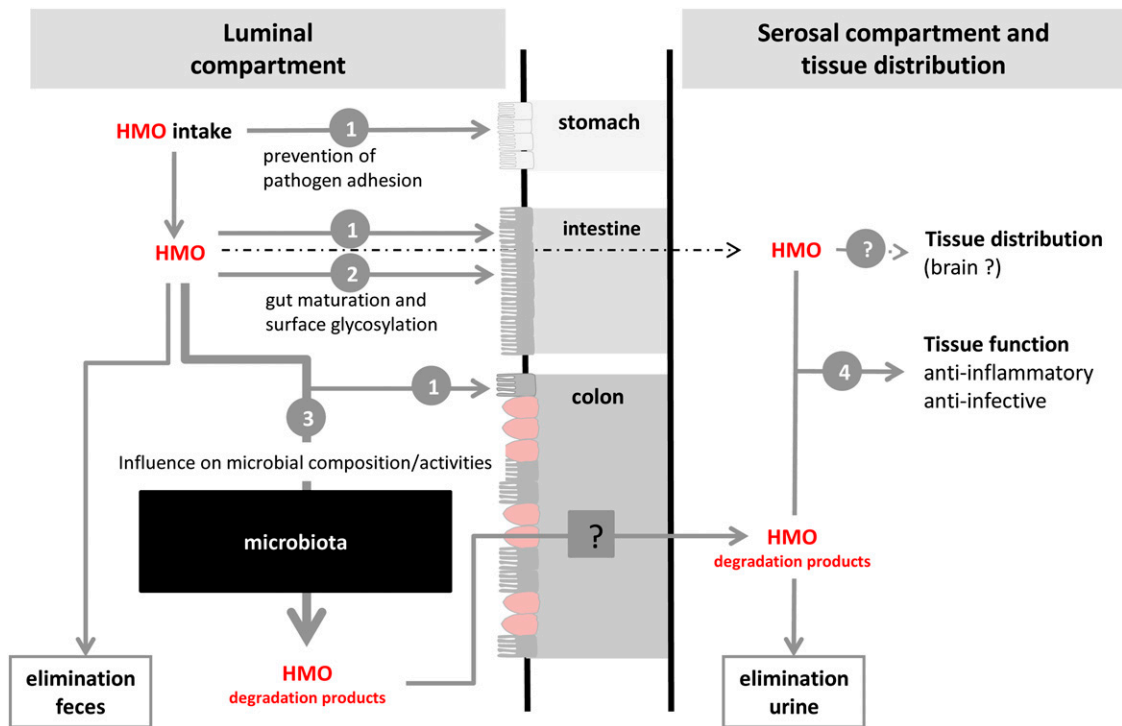 Luminal
compartment
Serosal compartment and
tissue distribution
HMO intake
1
prevention of
pathogen adhesion
stomach
HMO
1
2
gut maturation and
surface glycosylation
intestine
HMO
?
Tissue distribution
(brain ?)
4
Tissue function
anti-inflammatory
anti-infective
3
1
colon
Influence on microbial composition/activities
microbiota
?
HMO
degradation products
HMO
degradation products
elimination
feces
elimination
urine